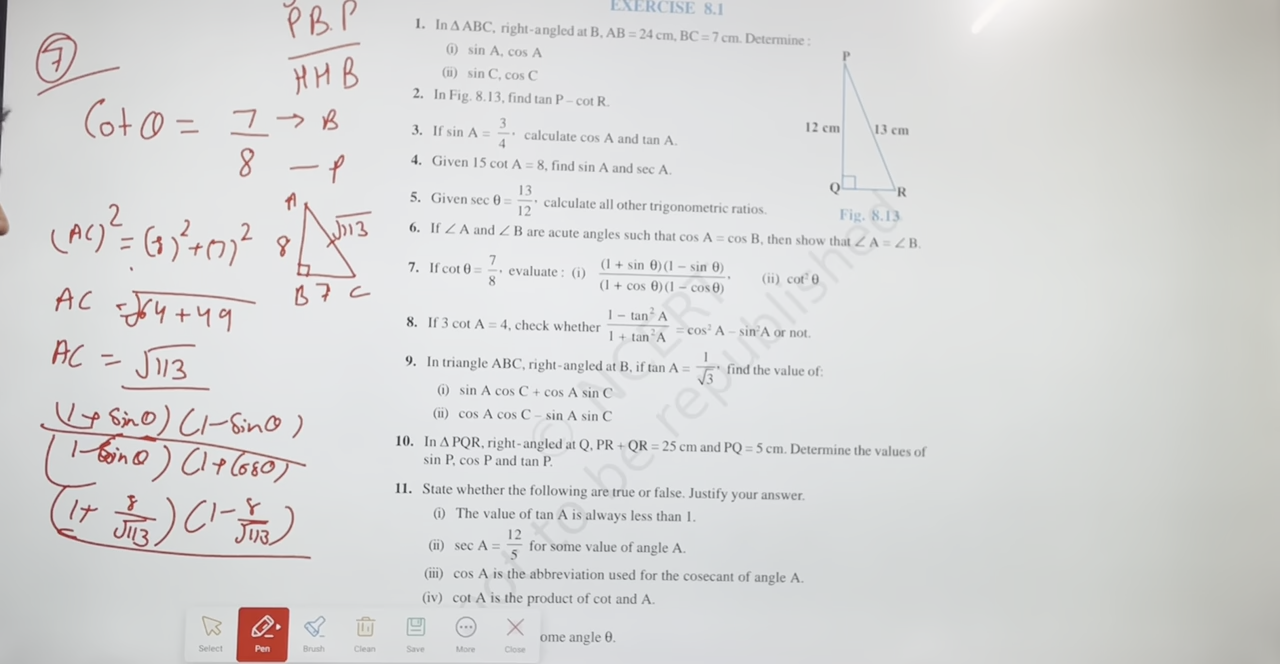 ⑦
P B. P
H H B
Cot θ = 7/8 → B
— P
(AC)² = (8)² + (7)²
A
8 √113
B 7 C
AC = √64 + 49
AC = √113
(1 + sin θ) (1 - sin θ)
(1 - cosin θ) (1 + cos θ)
(1 + 8/√113) (1 - 8/√113)
EXERCISE 8.1
1. In Δ ABC, right-angled at B, AB = 24 cm, BC = 7 cm. Determine :
(i) sin A, cos A
(ii) sin C, cos C
2. In Fig. 8.13, find tan P – cot R.
3. If sin A = 3/4, calculate cos A and tan A.
4. Given 15 cot A = 8, find sin A and sec A.
5. Given sec θ = 13/12, calculate all other trigonometric ratios.
6. If ∠ A and ∠ B are acute angles such that cos A = cos B, then show that ∠ A = ∠ B.
7. If cot θ = 7/8, evaluate : (i) (1 + sin θ)(1 – sin θ)/(1 + cos θ)(1 – cos θ), (ii) cot² θ
8. If 3 cot A = 4, check whether 1 – tan² A/1 + tan² A = cos² A – sin² A or not.
9. In triangle ABC, right-angled at B, if tan A = 1/√3, find the value of:
(i) sin A cos C + cos A sin C
(ii) cos A cos C – sin A sin C
10. In Δ PQR, right-angled at Q, PR + QR = 25 cm and PQ = 5 cm. Determine the values of
sin P, cos P and tan P.
11. State whether the following are true or false. Justify your answer.
(i) The value of tan A is always less than 1.
(ii) sec A = 12/5 for some value of angle A.
(iii) cos A is the abbreviation used for the cosecant of angle A.
(iv) cot A is the product of cot and A.
ome angle θ.
P
12 cm 13 cm
Q R
Fig. 8.13
© NCERT
not to be republished
Select Pen Brush Clean Save More Close